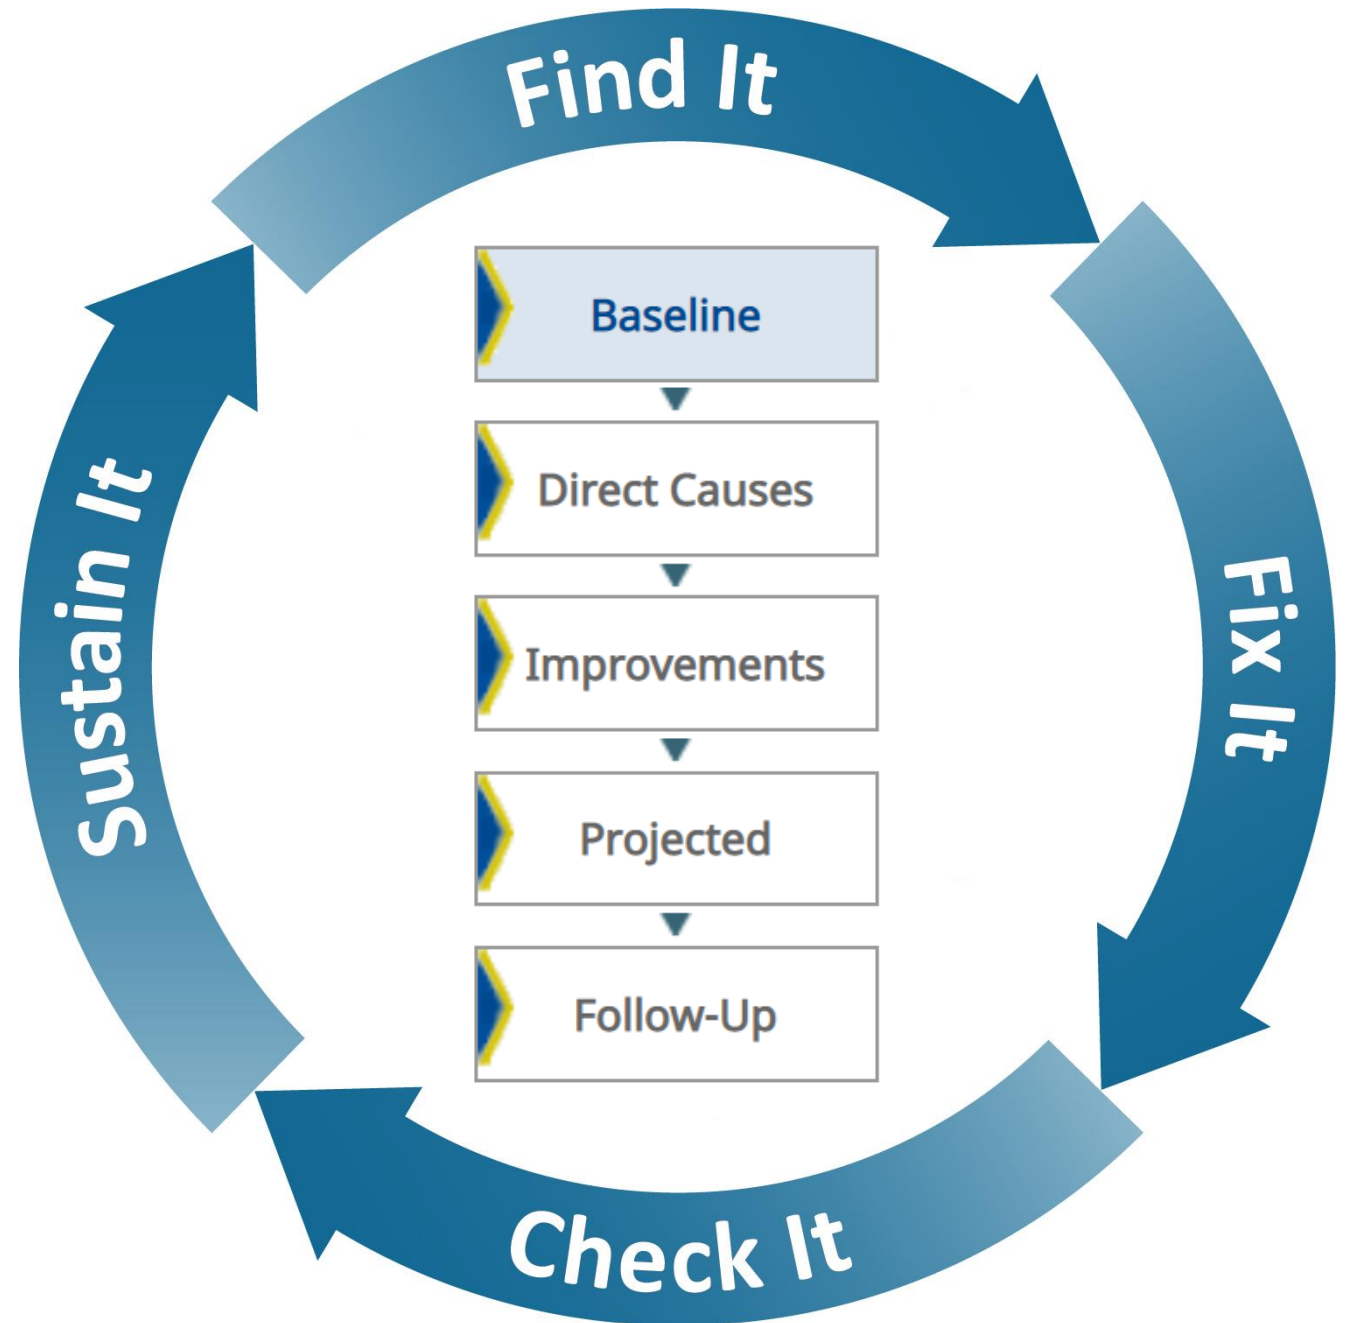 Find It
Baseline
Direct Causes
Improvements
Projected
Follow-Up
Fix It
Check It
Sustain It